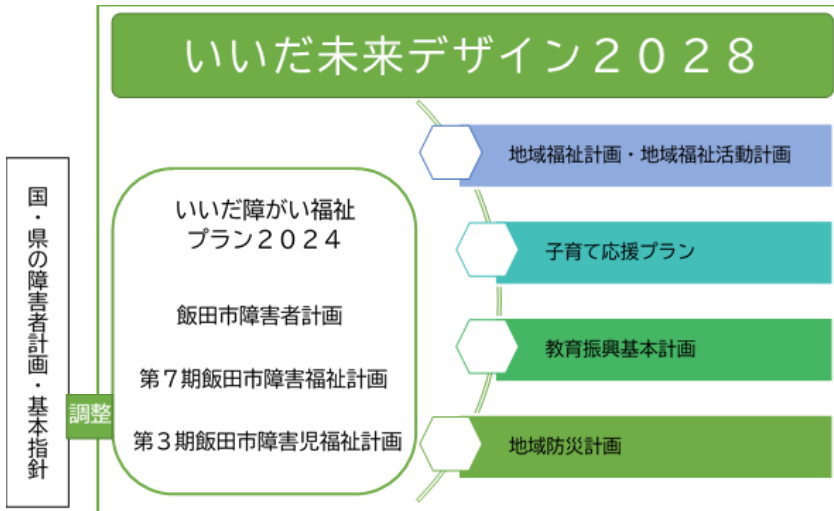 いいだ未来デザイン２０２８
国・県の障害者計画・基本指針
調整
いいだ障がい福祉
プラン２０２４
飯田市障害者計画
第７期飯田市障害福祉計画
第３期飯田市障害児福祉計画
地域福祉計画・地域福祉活動計画
子育て応援プラン
教育振興基本計画
地域防災計画